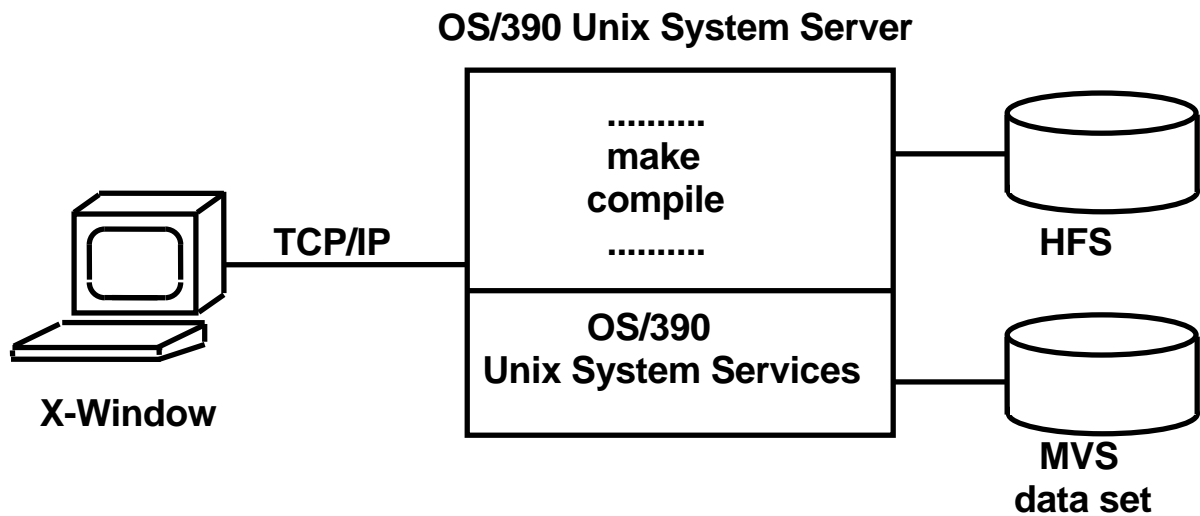 OS/390 Unix System Server
..........
make
compile
..........
TCP/IP
HFS
OS/390
Unix System Services
X-Window
MVS
data set